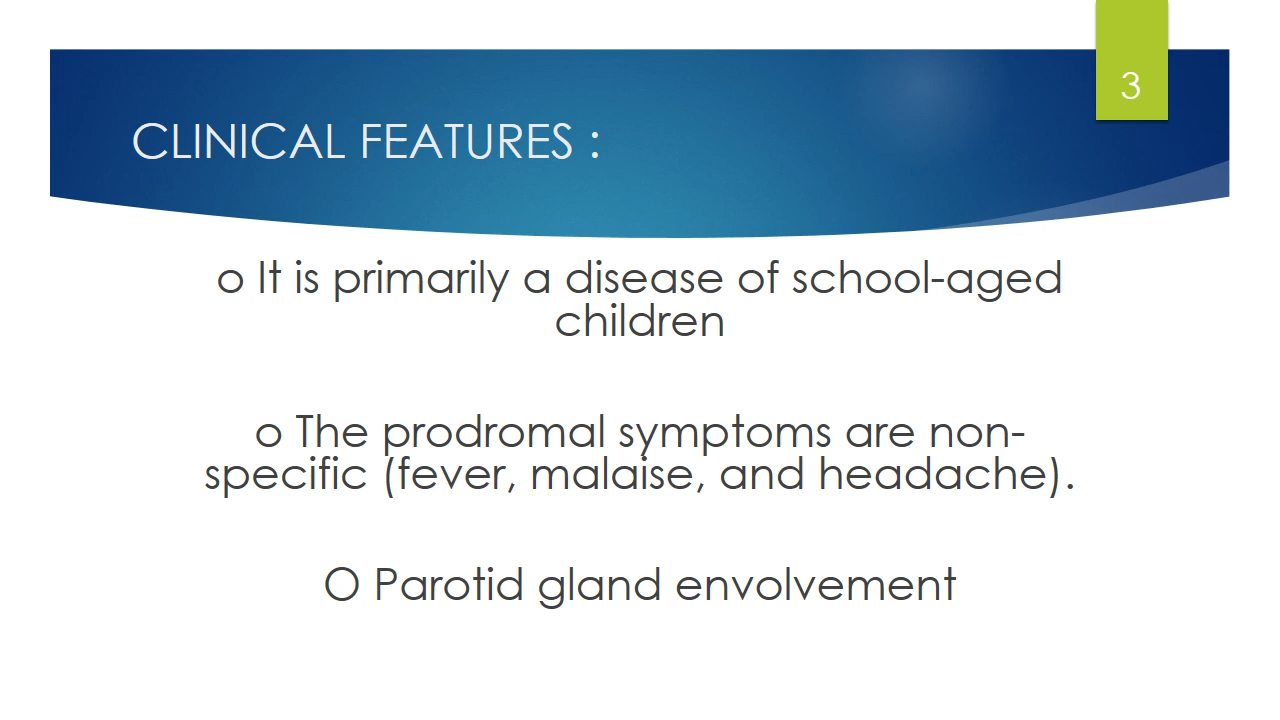 3
CLINICAL FEATURES :
o It is primarily a disease of school-aged
children
o The prodromal symptoms are non-
specific (fever, malaise, and headache).
O Parotid gland envolvement